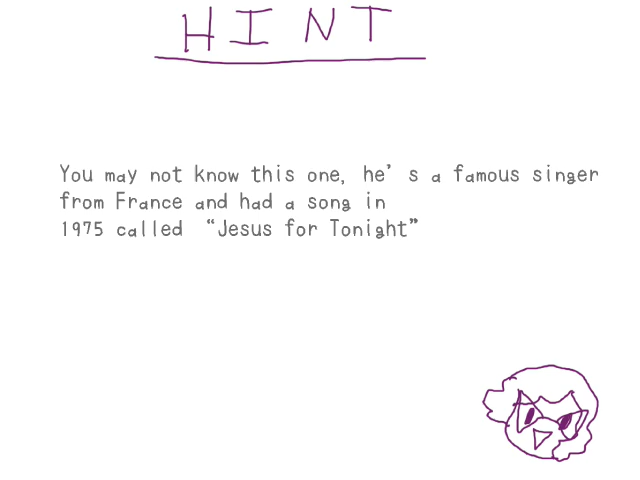 HINT
You may not know this one, he's a famous singer
from France and had a song in
1975 called “Jesus for Tonight”